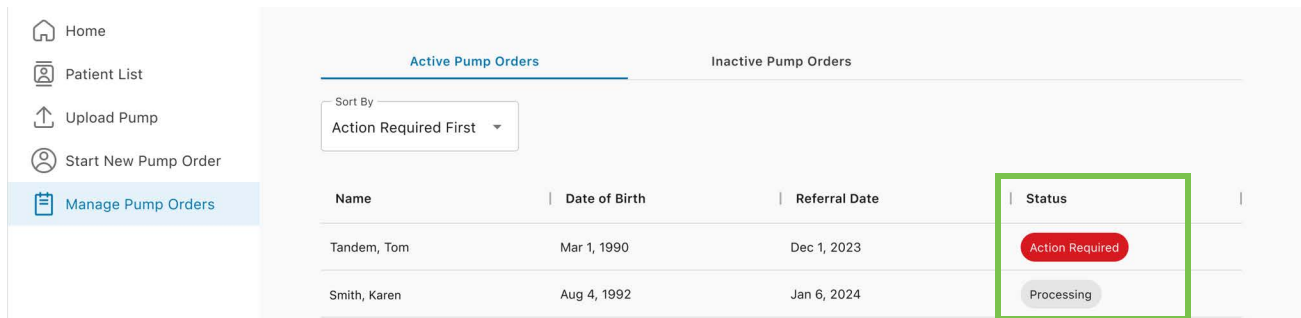 Home
Patient List
Upload Pump
Start New Pump Order
Manage Pump Orders
Active Pump Orders Inactive Pump Orders
Sort By
Action Required First
Name Date of Birth Referral Date Status
Tandem, Tom Mar 1, 1990 Dec 1, 2023 Action Required
Smith, Karen Aug 4, 1992 Jan 6, 2024 Processing